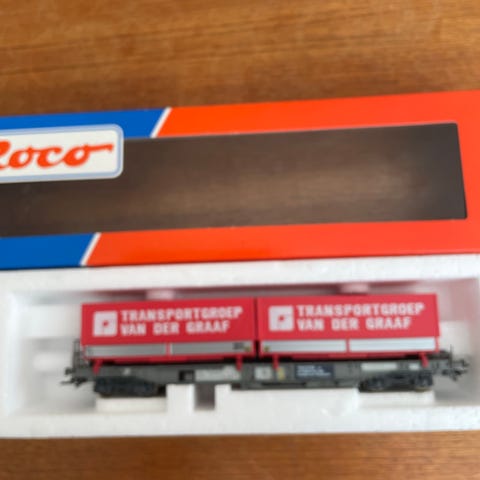 Roco
TRANSPORTGROEP
VAN DER GRAAF
TRANSPORTGROEP
VAN DER GRAAF